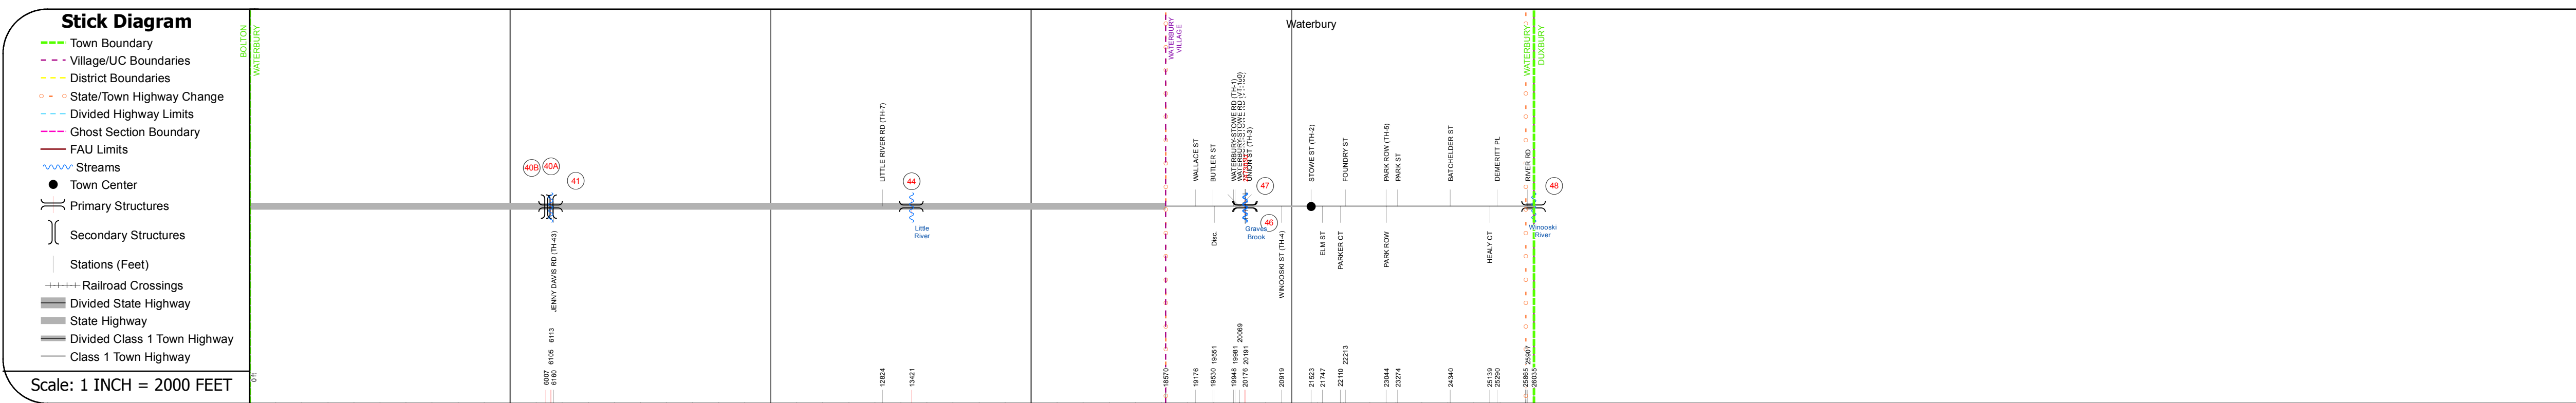 Stick Diagram
Town Boundary
Village/UC Boundaries
District Boundaries
State/Town Highway Change
Divided Highway Limits
Ghost Section Boundary
FAU Limits
Streams
Town Center
Primary Structures
Secondary Structures
Stations (Feet)
Railroad Crossings
Divided State Highway
State Highway
Divided Class 1 Town Highway
Class 1 Town Highway
Scale: 1 INCH = 2000 FEET
BOLTON
WATERBURY
40B
40A
41
JENNY DAVIS RD (TH-43)
LITTLE RIVER RD (TH-7)
44
Little
River
WATERBURY
VILLAGE
WALLACE ST
BUTLER ST
Disc.
WATERBURY-STOWE RD (TH-1)
UNION ST (TH-3)
47
46
Graves
Brook
WINOOSKI ST (TH-4)
Waterbury
STOWE ST (TH-2)
ELM ST
PARKER CT
FOUNDRY ST
PARK ROW (TH-5)
PARK ROW
PARK ST
BATCHELDER ST
HEALY CT
DEMERITT PL
RIVER RD
WATERBURY
DUXBURY
48
Winooski
River
0 ft
6007
6105
6113
6160
12824
13421
18570
19176
19530
19551
19948
19981
20069
20176
20191
20919
21523
21747
22110
22213
23044
23274
24340
25139
25290
25865
25907
26035